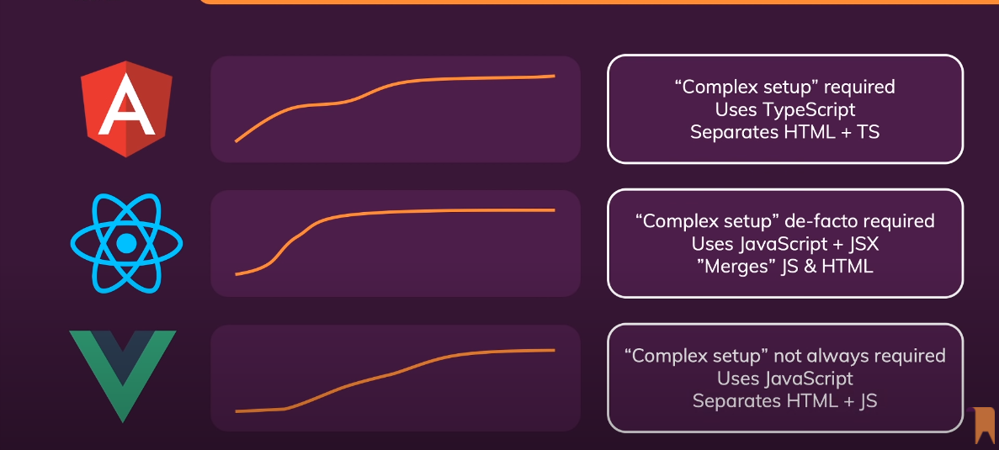 A
“Complex setup” required
Uses TypeScript
Separates HTML + TS
“Complex setup” de-facto required
Uses JavaScript + JSX
”Merges” JS & HTML
“Complex setup” not always required
Uses JavaScript
Separates HTML + JS